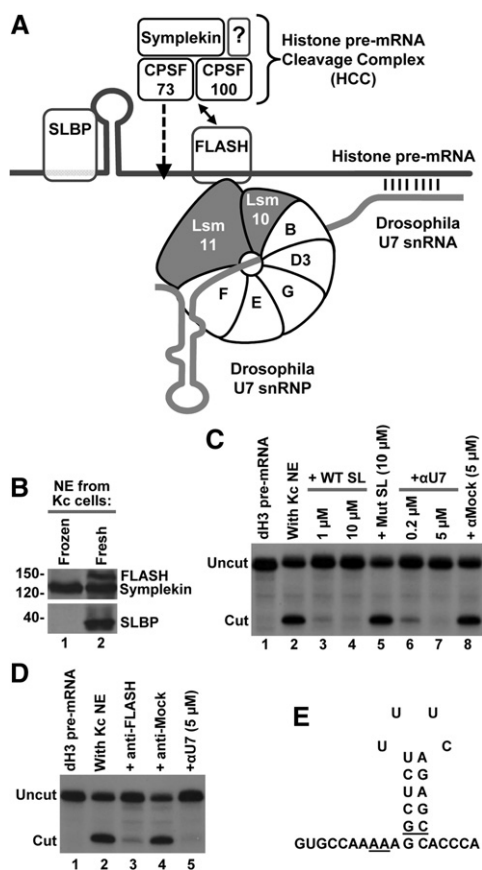 A
Symplekin
?
Histone pre-mRNA
Cleavage Complex
(HCC)
CPSF
73
CPSF
100
SLBP
FLASH
Histone pre-mRNA
Lsm
11
Lsm
10
B
D3
G
E
F
Drosophila
U7 snRNA
Drosophila
U7 snRNP
B
NE from
Kc cells:
Frozen
Fresh
150-
120-
FLASH
Symplekin
40-
SLBP
1 2
C
dH3 pre-mRNA
With Kc NE
+ WT SL
1 µM
10 µM
+ Mut SL (10 µM)
+αU7
0.2 µM
5 µM
+ αMock (5 µM)
Uncut
Cut
1 2 3 4 5 6 7 8
D
dH3 pre-mRNA
With Kc NE
+ anti-FLASH
+ anti-Mock
+αU7 (5 µM)
Uncut
Cut
1 2 3 4 5
E
U U
U C
U A
C G
U A
C G
G C
GUGCCAAAAA GCACCCA